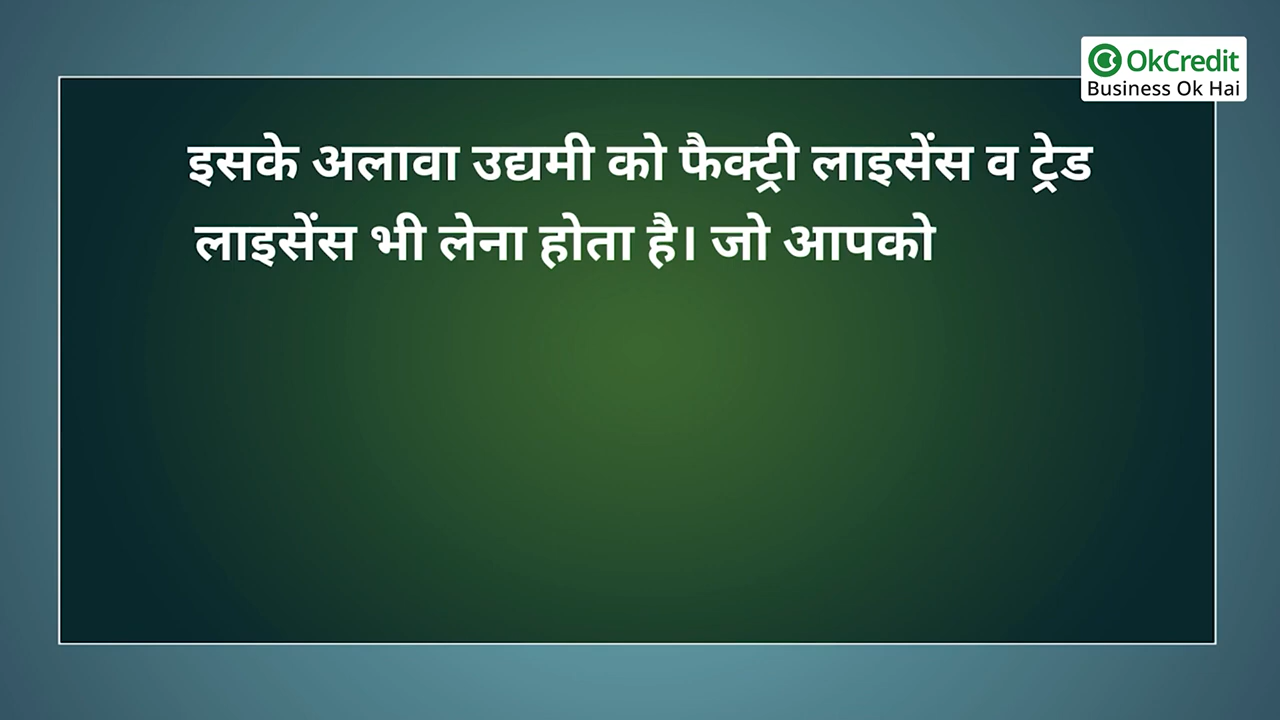 OkCredit
Business Ok Hai
इसके अलावा उद्यमी को फैक्ट्री लाइसेंस व ट्रेड
लाइसेंस भी लेना होता है। जो आपको